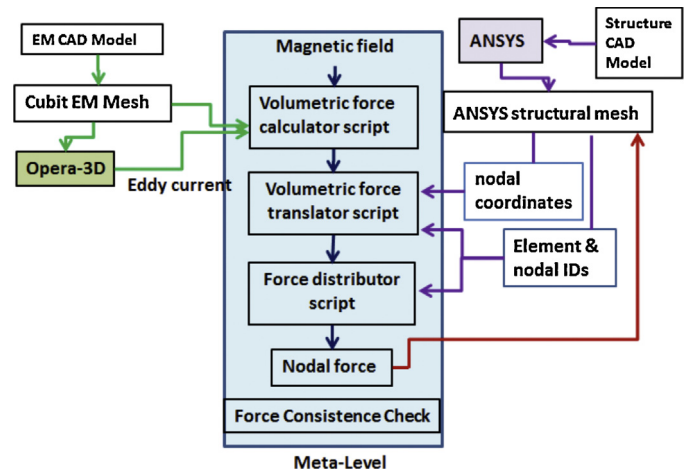 EM CAD Model
Cubit EM Mesh
Opera-3D
Eddy current
Magnetic field
Volumetric force
calculator script
Volumetric force
translator script
Force distributor
script
Nodal force
Force Consistence Check
Meta-Level
ANSYS
Structure
CAD
Model
ANSYS structural mesh
nodal
coordinates
Element &
nodal IDs